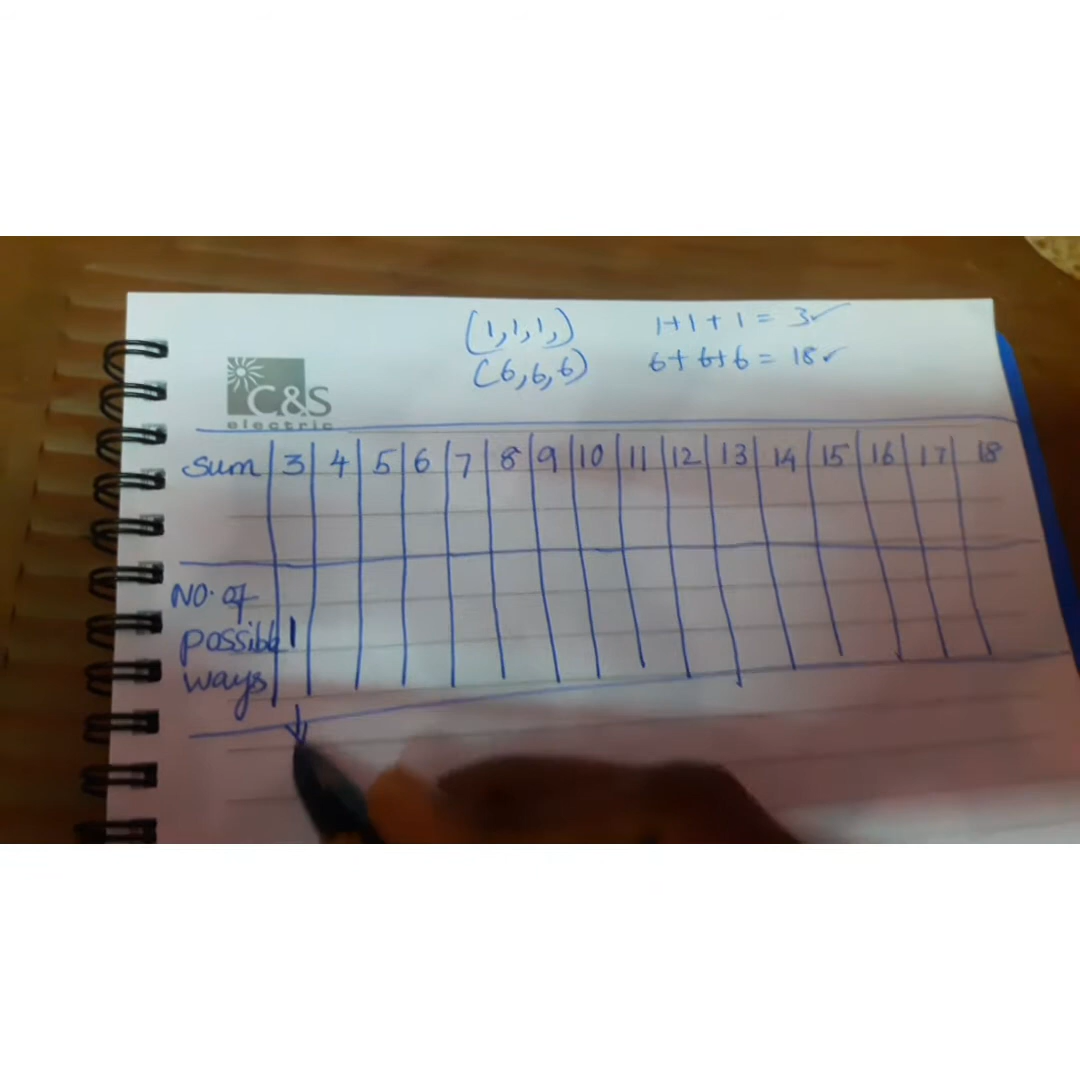 (1,1,1,) 1+1+1 = 3✓
(6,6,6) 6+6+6 = 18✓
C&S
electric
Sum 3 4 5 6 7 8 9 10 11 12 13 14 15 16 17 18
NO. of
possible 1
ways